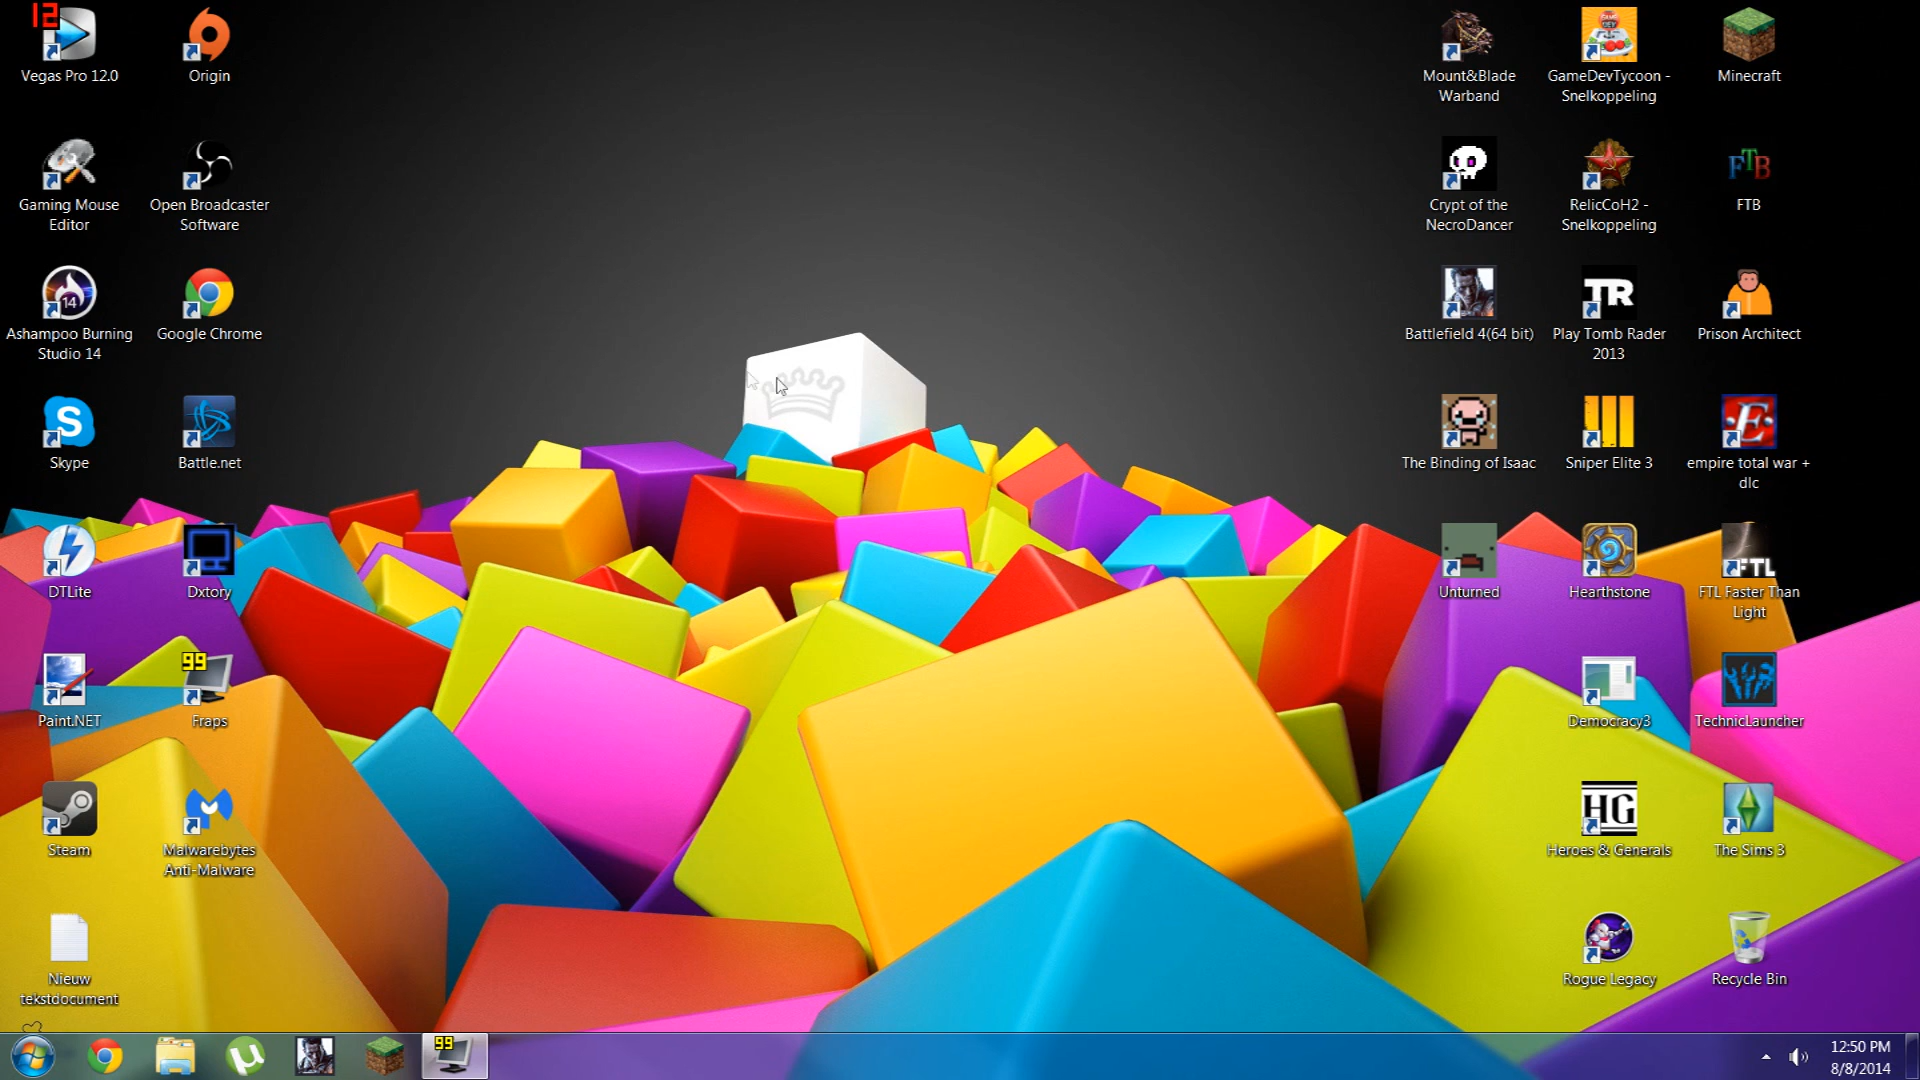 12
Vegas Pro 12.0
Origin
Gaming Mouse
Editor
Open Broadcaster
Software
14
Ashampoo Burning
Studio 14
Google Chrome
S
Skype
Battle.net
DTLite
Dxtory
Paint.NET
99
Fraps
Steam
Malwarebytes
Anti-Malware
Nieuw
tekstdocument
Mount&Blade
Warband
GAME
DEV
GameDevTycoon -
Snelkoppeling
Minecraft
Crypt of the
NecroDancer
RelicCoH2 -
Snelkoppeling
FTB
FTB
Battlefield 4(64 bit)
TR
Play Tomb Rader
2013
Prison Architect
The Binding of Isaac
Sniper Elite 3
E
empire total war +
dlc
Unturned
Hearthstone
FTL
FTL Faster Than
Light
Democracy3
TechnicLauncher
HG
Heroes & Generals
The Sims 3
Rogue Legacy
Recycle Bin
µ
99
12:50 PM
8/8/2014